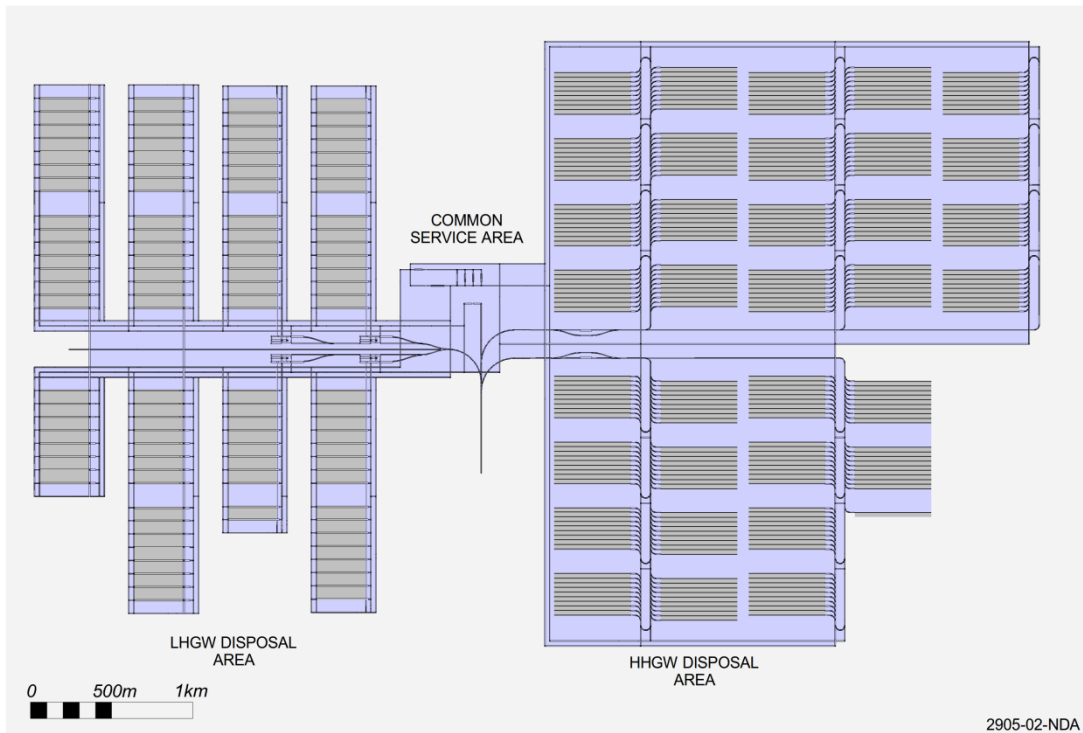 COMMON
SERVICE AREA
LHGW DISPOSAL
AREA
HHGW DISPOSAL
AREA
0 500m 1km
2905-02-NDA